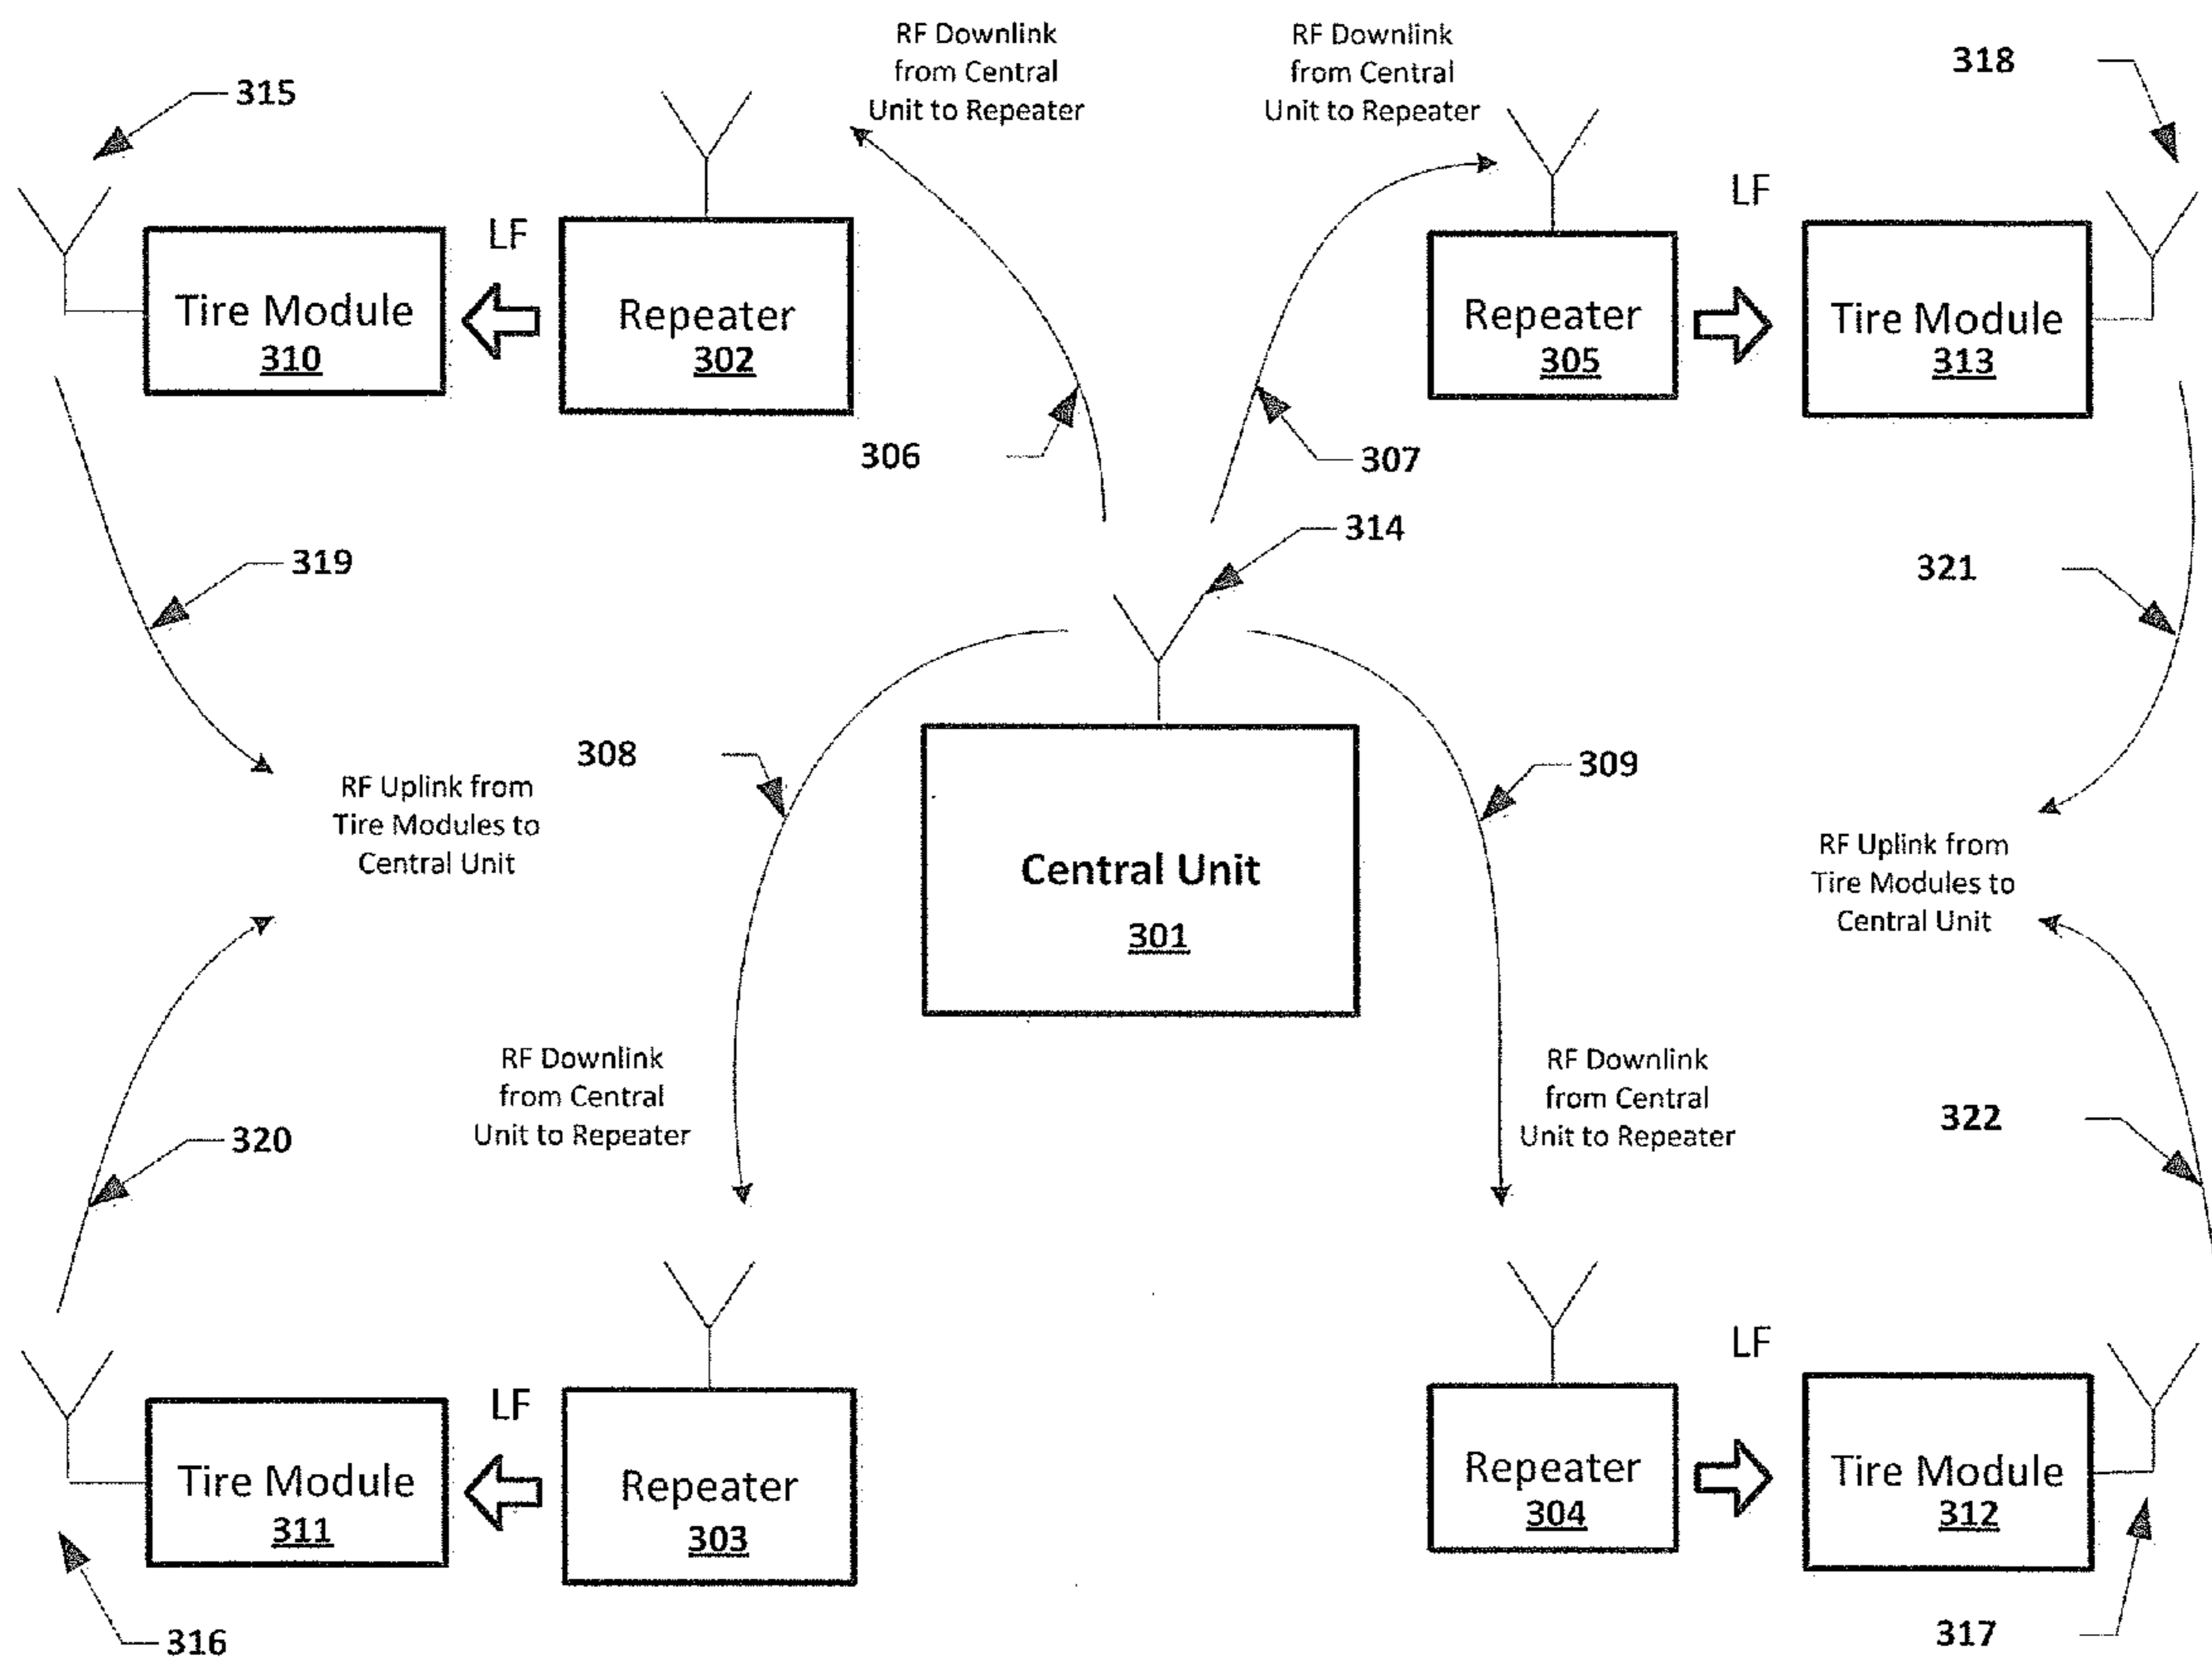 RF Downlink
from Central
Unit to Repeater
RF Downlink
from Central
Unit to Repeater
318
315
LF
LF
Tire Module
310
Repeater
302
Repeater
305
Tire Module
313
306
307
314
319
321
308
309
RF Uplink from
Tire Modules to
Central Unit
Central Unit
301
RF Uplink from
Tire Modules to
Central Unit
RF Downlink
from Central
Unit to Repeater
RF Downlink
from Central
Unit to Repeater
320
322
LF
LF
Tire Module
311
Repeater
303
Repeater
304
Tire Module
312
316
317